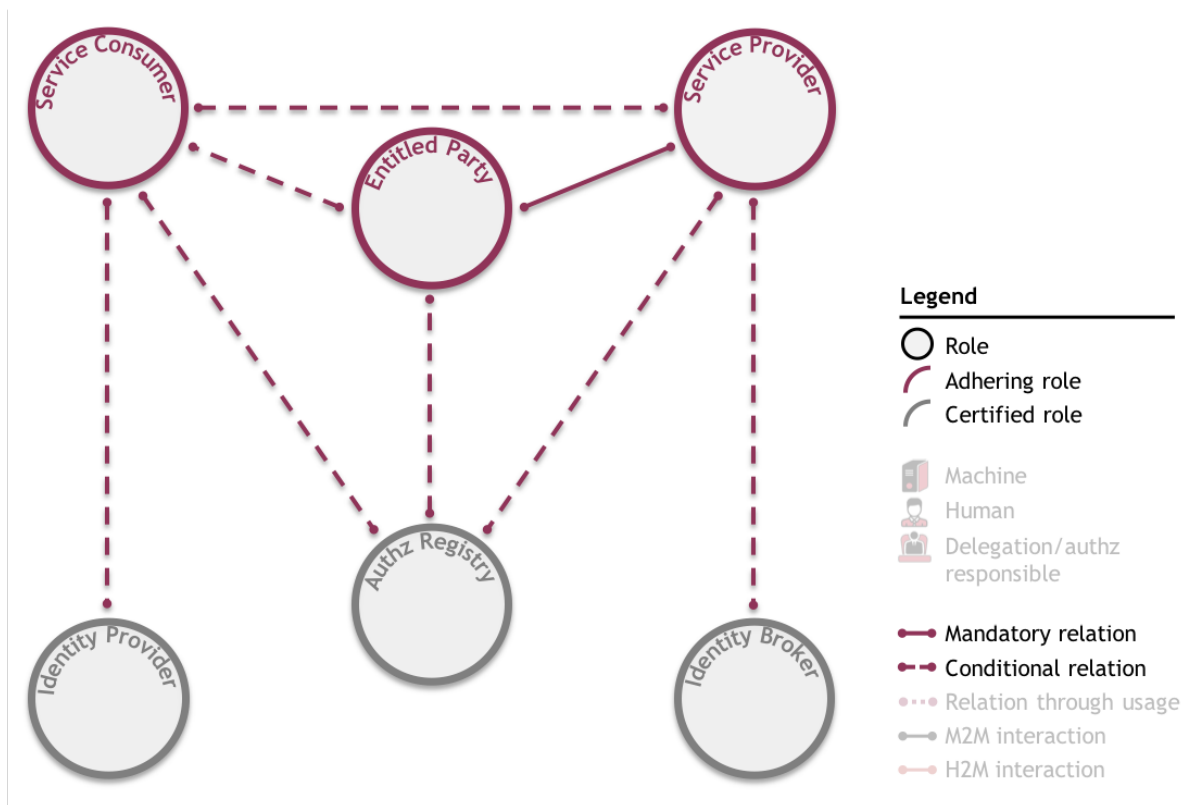 Service Consumer
Service Provider
Entitled Party
Authz Registry
Identity Provider
Identity Broker
Legend
Role
Adhering role
Certified role
Machine
Human
Delegation/authz
responsible
Mandatory relation
Conditional relation
Relation through usage
M2M interaction
H2M interaction